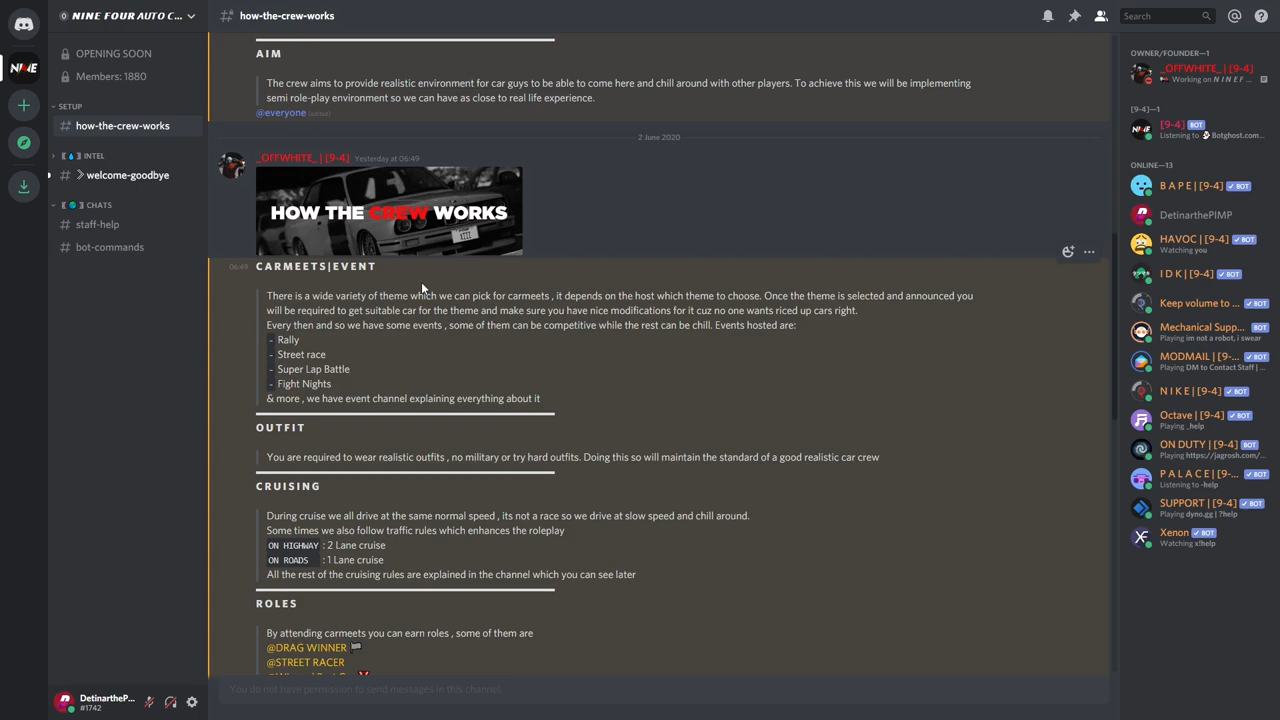 NINE FOUR AUTO C...
OPENING SOON
Members: 1880
SETUP
how-the-crew-works
INTEL
welcome-goodbye
CHATS
staff-help
bot-commands
DetinartheP...
#1742
how-the-crew-works
Search
AIM
The crew aims to provide realistic environment for car guys to be able to come here and chill around with other players. To achieve this we will be implementing
semi role-play environment so we can have as close to real life experience.
@everyone (edited)
2 June 2020
_OFFWHITE_ | [9-4] Yesterday at 06:49
HOW THE CREW WORKS
06:49 CARMEETS|EVENT
There is a wide variety of theme which we can pick for carmeets , it depends on the host which theme to choose. Once the theme is selected and announced you
will be required to get suitable car for the theme and make sure you have nice modifications for it cuz no one wants riced up cars right.
Every then and so we have some events , some of them can be competitive while the rest can be chill. Events hosted are:
- Rally
- Street race
- Super Lap Battle
- Fight Nights
& more , we have event channel explaining everything about it
OUTFIT
You are required to wear realistic outfits , no military or try hard outfits. Doing this so will maintain the standard of a good realistic car crew
CRUISING
During cruise we all drive at the same normal speed , its not a race so we drive at slow speed and chill around.
Some times we also follow traffic rules which enhances the roleplay
ON HIGHWAY : 2 Lane cruise
ON ROADS : 1 Lane cruise
All the rest of the cruising rules are explained in the channel which you can see later
ROLES
By attending carmeets you can earn roles , some of them are
@DRAG WINNER
@STREET RACER
You do not have permission to send messages in this channel.
OWNER/FOUNDER—1
_OFFWHITE_ | [9-4]
Working on N I N E F ...
[9-4]—1
[9-4] BOT
Listening to Botghost.com...
ONLINE—13
B A P E | [9-4] BOT
DetinarthePIMP
HAVOC | [9-4] BOT
Watching you
I D K | [9-4] BOT
Keep volume to ... BOT
Mechanical Supp... BOT
Playing im not a robot, i swear
MODMAIL | [9-... BOT
Playing DM to Contact Staff | ...
N I K E | [9-4] BOT
Octave | [9-4] BOT
Playing _help
ON DUTY | [9-4] BOT
Playing https://jagrosh.com/...
P A L A C E | [9-4... BOT
Listening to -help
SUPPORT | [9-4] BOT
Playing dyno.gg | ?help
Xenon BOT
Watching x!help